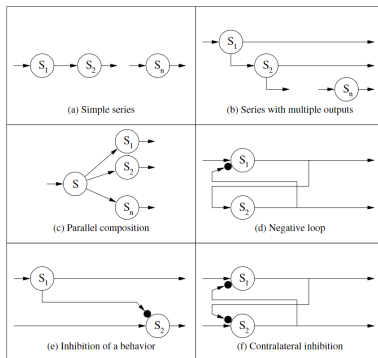 S1 S2 Sn
(a) Simple series
S1
S2
Sn
(b) Series with multiple outputs
S1
S S2
Sn
(c) Parallel composition
S1
S2
(d) Negative loop
S1
S2
(e) Inhibition of a behavior
S1
S2
(f) Contralateral inhibition